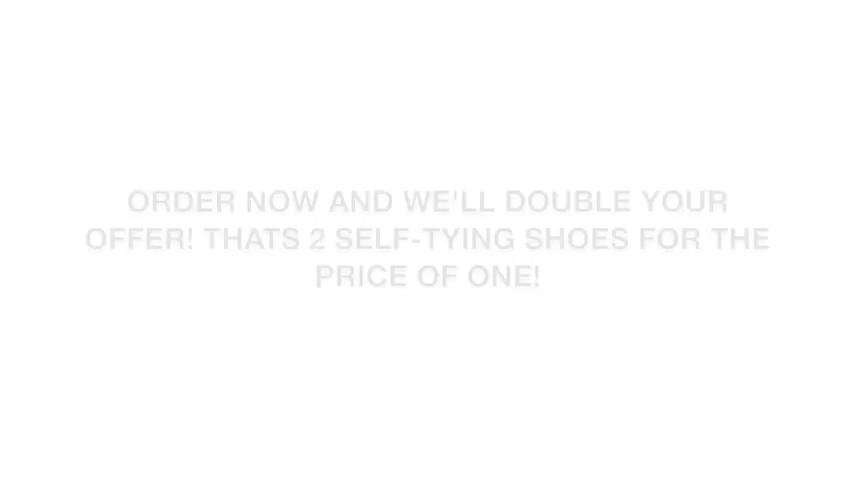 ORDER NOW AND WE'LL DOUBLE YOUR
OFFER! THATS 2 SELF-TYING SHOES FOR THE
PRICE OF ONE!